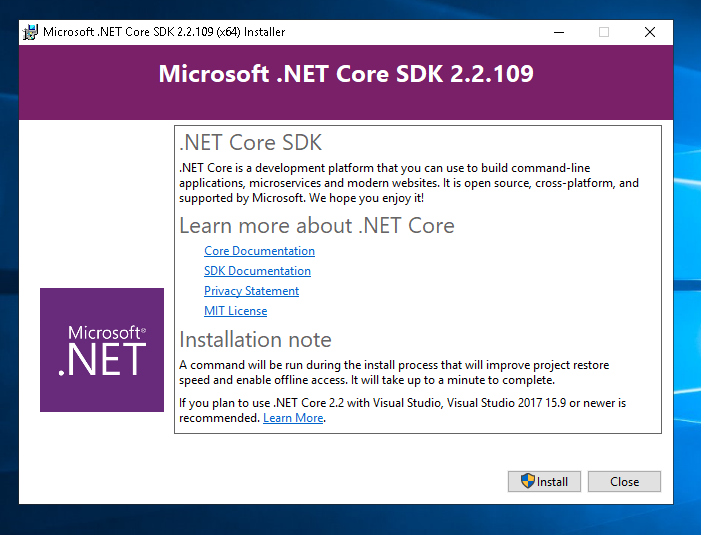 Microsoft .NET Core SDK 2.2.109 (x64) Installer
Microsoft .NET Core SDK 2.2.109
.NET Core SDK
.NET Core is a development platform that you can use to build command-line
applications, microservices and modern websites. It is open source, cross-platform, and
supported by Microsoft. We hope you enjoy it!
Learn more about .NET Core
Core Documentation
SDK Documentation
Privacy Statement
MIT License
Microsoft®
.NET
Installation note
A command will be run during the install process that will improve project restore
speed and enable offline access. It will take up to a minute to complete.
If you plan to use .NET Core 2.2 with Visual Studio, Visual Studio 2017 15.9 or newer is
recommended. Learn More.
Install
Close